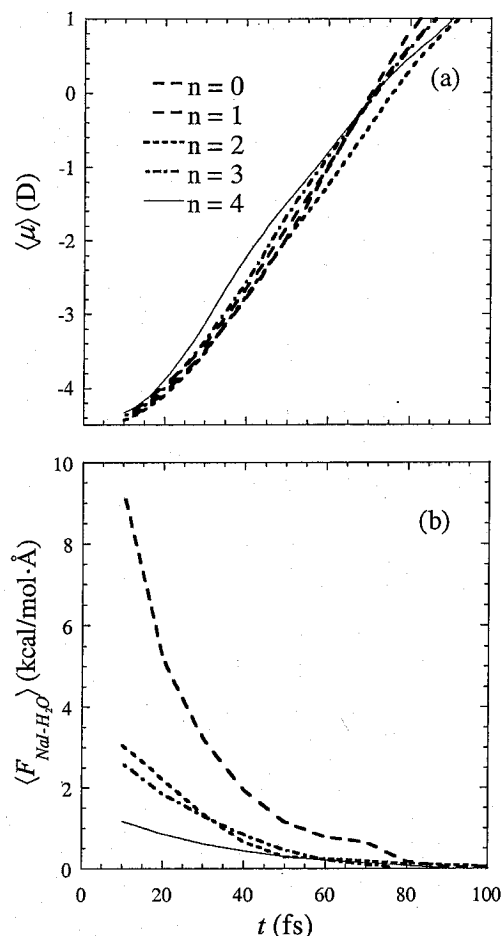 1
0
-1
-2
-3
-4
⟨μ⟩ (D)
(a)
n = 0
n = 1
n = 2
n = 3
n = 4
10
8
6
4
2
0
⟨F_NaI-H₂O⟩ (kcal/mol·Å)
(b)
0 20 40 60 80 100
t (fs)